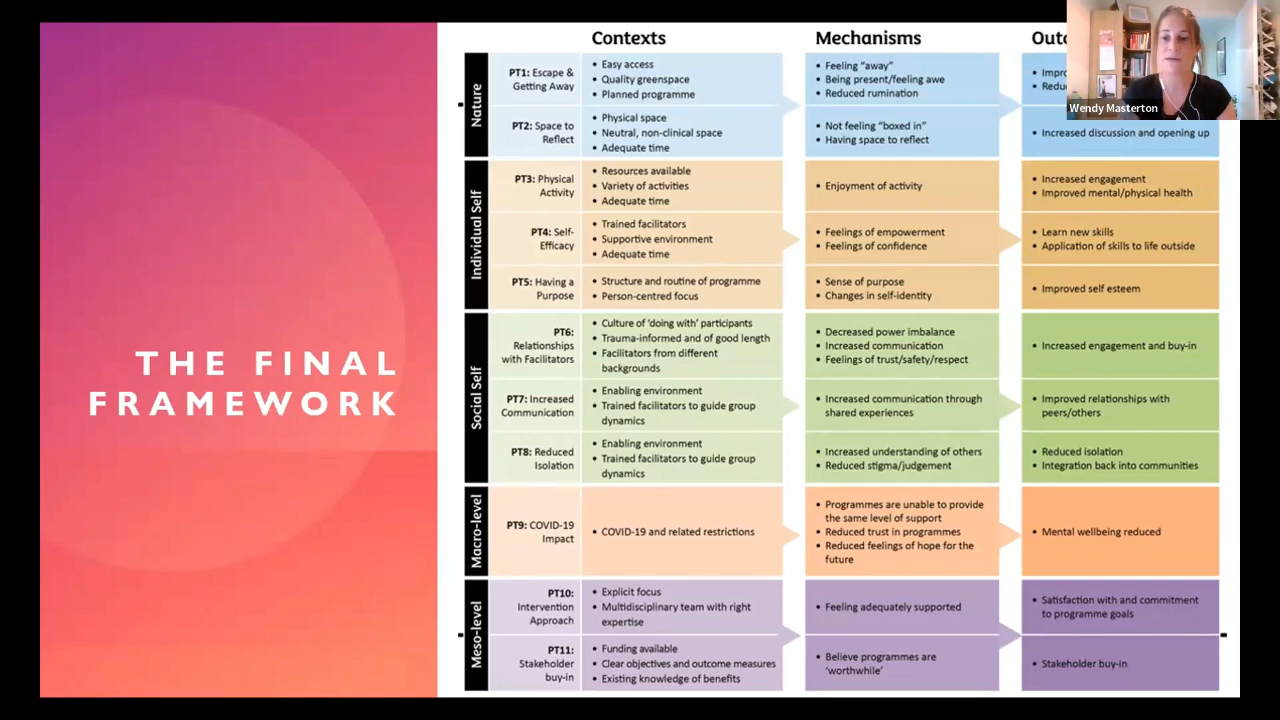 THE FINAL
FRAMEWORK
Contexts
Mechanisms
Wendy Masterton
Nature
PT1: Escape &
Getting Away
• Easy access
• Quality greenspace
• Planned programme
• Feeling “away”
• Being present/feeling awe
• Reduced rumination
PT2: Space to
Reflect
• Physical space
• Neutral, non-clinical space
• Adequate time
• Not feeling “boxed in”
• Having space to reflect
• Increased discussion and opening up
Individual Self
PT3: Physical
Activity
• Resources available
• Variety of activities
• Adequate time
• Enjoyment of activity
• Increased engagement
• Improved mental/physical health
PT4: Self-
Efficacy
• Trained facilitators
• Supportive environment
• Adequate time
• Feelings of empowerment
• Feelings of confidence
• Learn new skills
• Application of skills to life outside
PT5: Having a
Purpose
• Structure and routine of programme
• Person-centred focus
• Sense of purpose
• Changes in self-identity
• Improved self esteem
Social Self
PT6:
Relationships
with Facilitators
• Culture of ‘doing with’ participants
• Trauma-informed and of good length
• Facilitators from different
backgrounds
• Decreased power imbalance
• Increased communication
• Feelings of trust/safety/respect
• Increased engagement and buy-in
PT7: Increased
Communication
• Enabling environment
• Trained facilitators to guide group
dynamics
• Increased communication through
shared experiences
• Improved relationships with
peers/others
PT8: Reduced
Isolation
• Enabling environment
• Trained facilitators to guide group
dynamics
• Increased understanding of others
• Reduced stigma/judgement
• Reduced isolation
• Integration back into communities
Macro-level
PT9: COVID-19
Impact
• COVID-19 and related restrictions
• Programmes are unable to provide
the same level of support
• Reduced trust in programmes
• Reduced feelings of hope for the
future
• Mental wellbeing reduced
Meso-level
PT10:
Intervention
Approach
• Explicit focus
• Multidisciplinary team with right
expertise
• Feeling adequately supported
• Satisfaction with and commitment
to programme goals
PT11:
Stakeholder
buy-in
• Funding available
• Clear objectives and outcome measures
• Existing knowledge of benefits
• Believe programmes are
‘worthwhile’
• Stakeholder buy-in